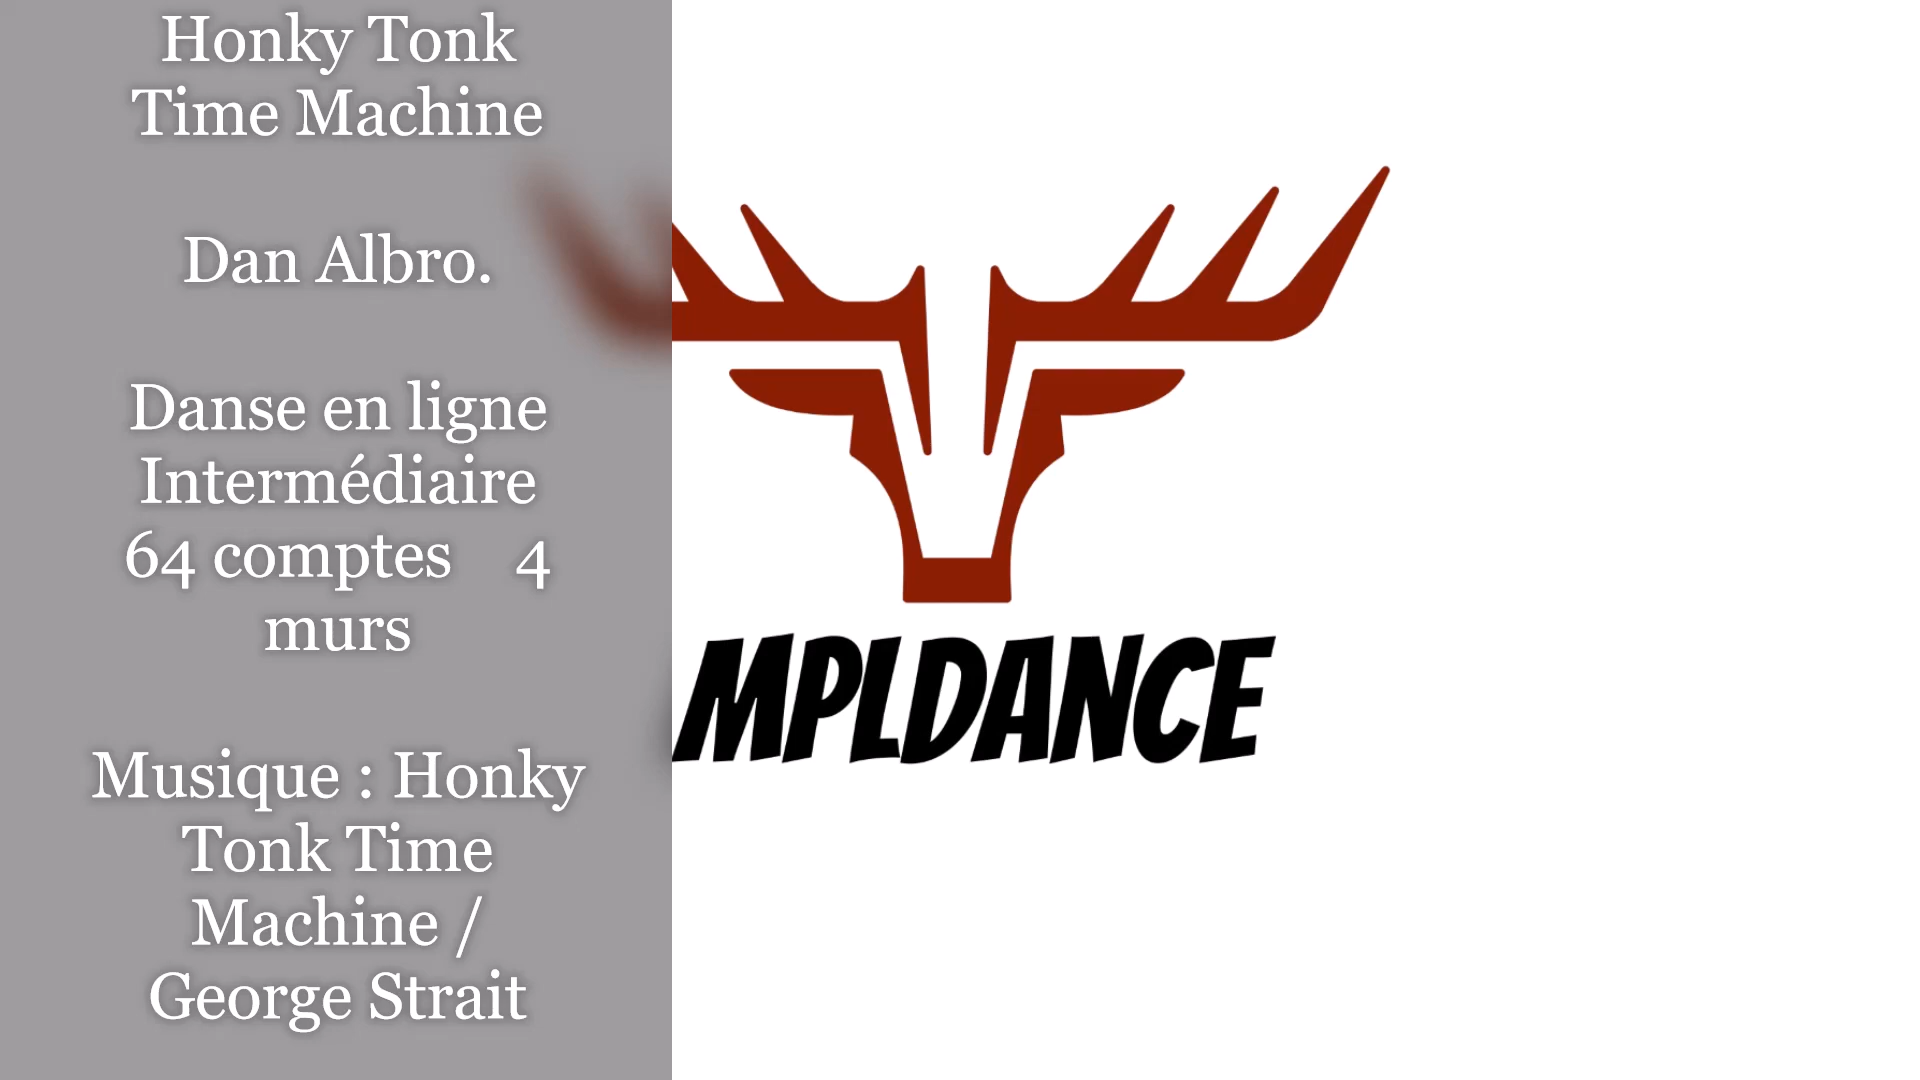 Honky Tonk
Time Machine
Dan Albro.
Danse en ligne
Intermédiaire
64 comptes    4
murs
Musique : Honky
Tonk Time
Machine /
George Strait
MPLDANCE